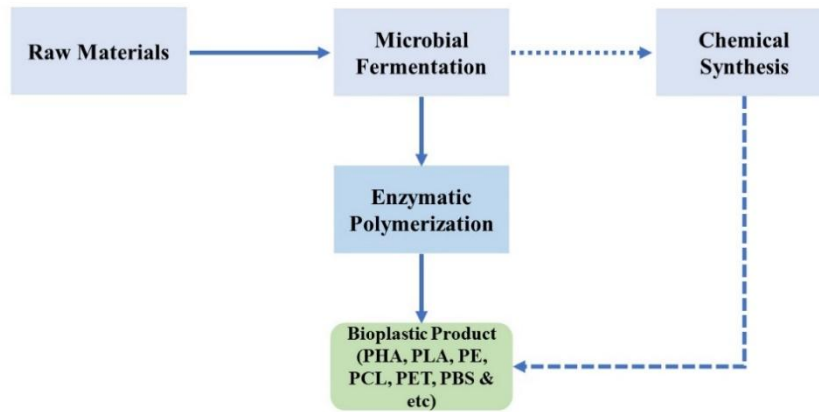 Raw Materials
Microbial
Fermentation
Chemical
Synthesis
Enzymatic
Polymerization
Bioplastic Product
(PHA, PLA, PE,
PCL, PET, PBS &
etc)